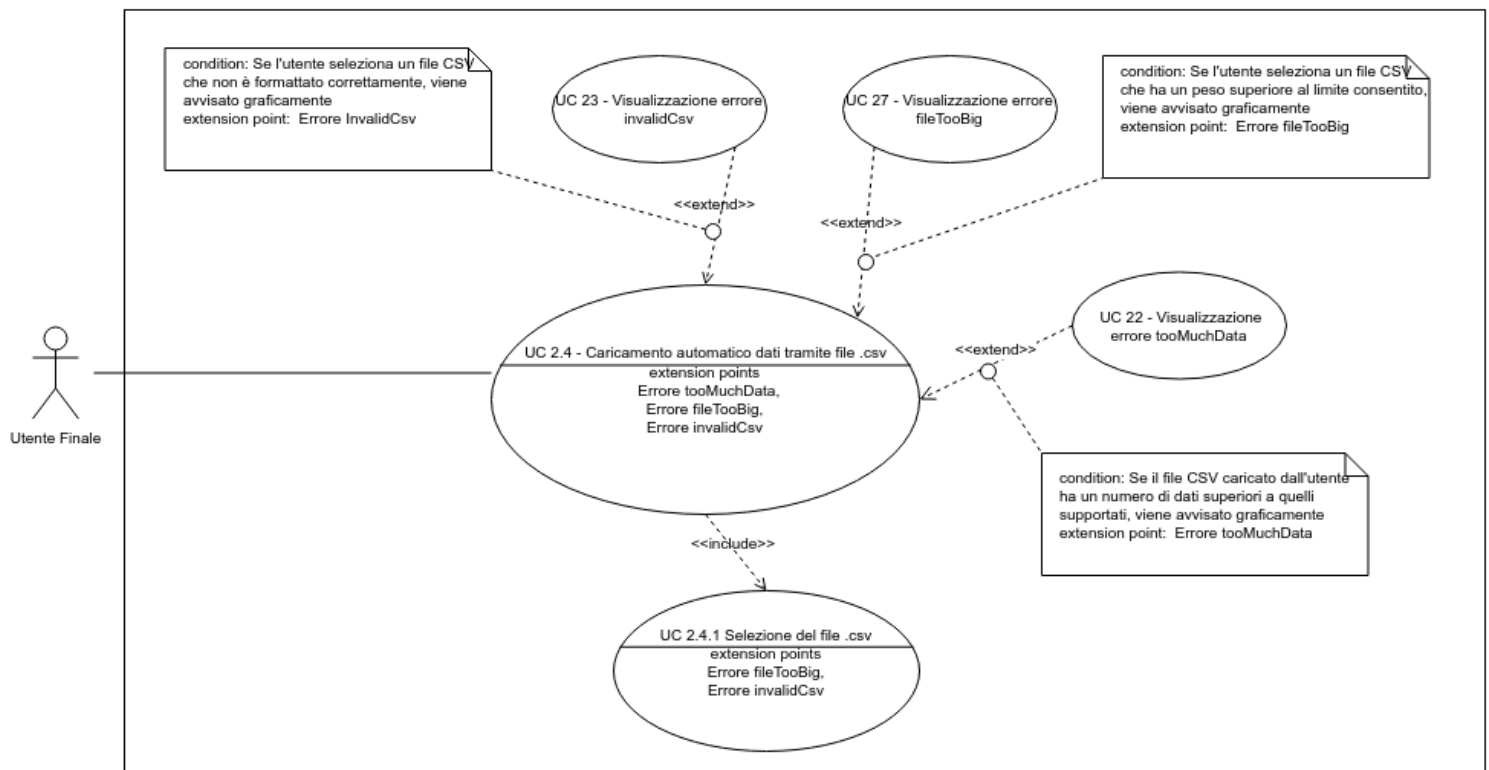 condition: Se l'utente seleziona un file CSV
che non è formattato correttamente, viene
avvisato graficamente
extension point:  Errore InvalidCsv
UC 23 - Visualizzazione errore
invalidCsv
UC 27 - Visualizzazione errore
fileTooBig
condition: Se l'utente seleziona un file CSV
che ha un peso superiore al limite consentito,
viene avvisato graficamente
extension point:  Errore fileTooBig
<<extend>>
<<extend>>
UC 22 - Visualizzazione
errore tooMuchData
<<extend>>
UC 2.4 - Caricamento automatico dati tramite file .csv
extension points
Errore tooMuchData,
Errore fileTooBig,
Errore invalidCsv
Utente Finale
condition: Se il file CSV caricato dall'utente
ha un numero di dati superiori a quelli
supportati, viene avvisato graficamente
extension point:  Errore tooMuchData
<<include>>
UC 2.4.1 Selezione del file .csv
extension points
Errore fileTooBig,
Errore invalidCsv